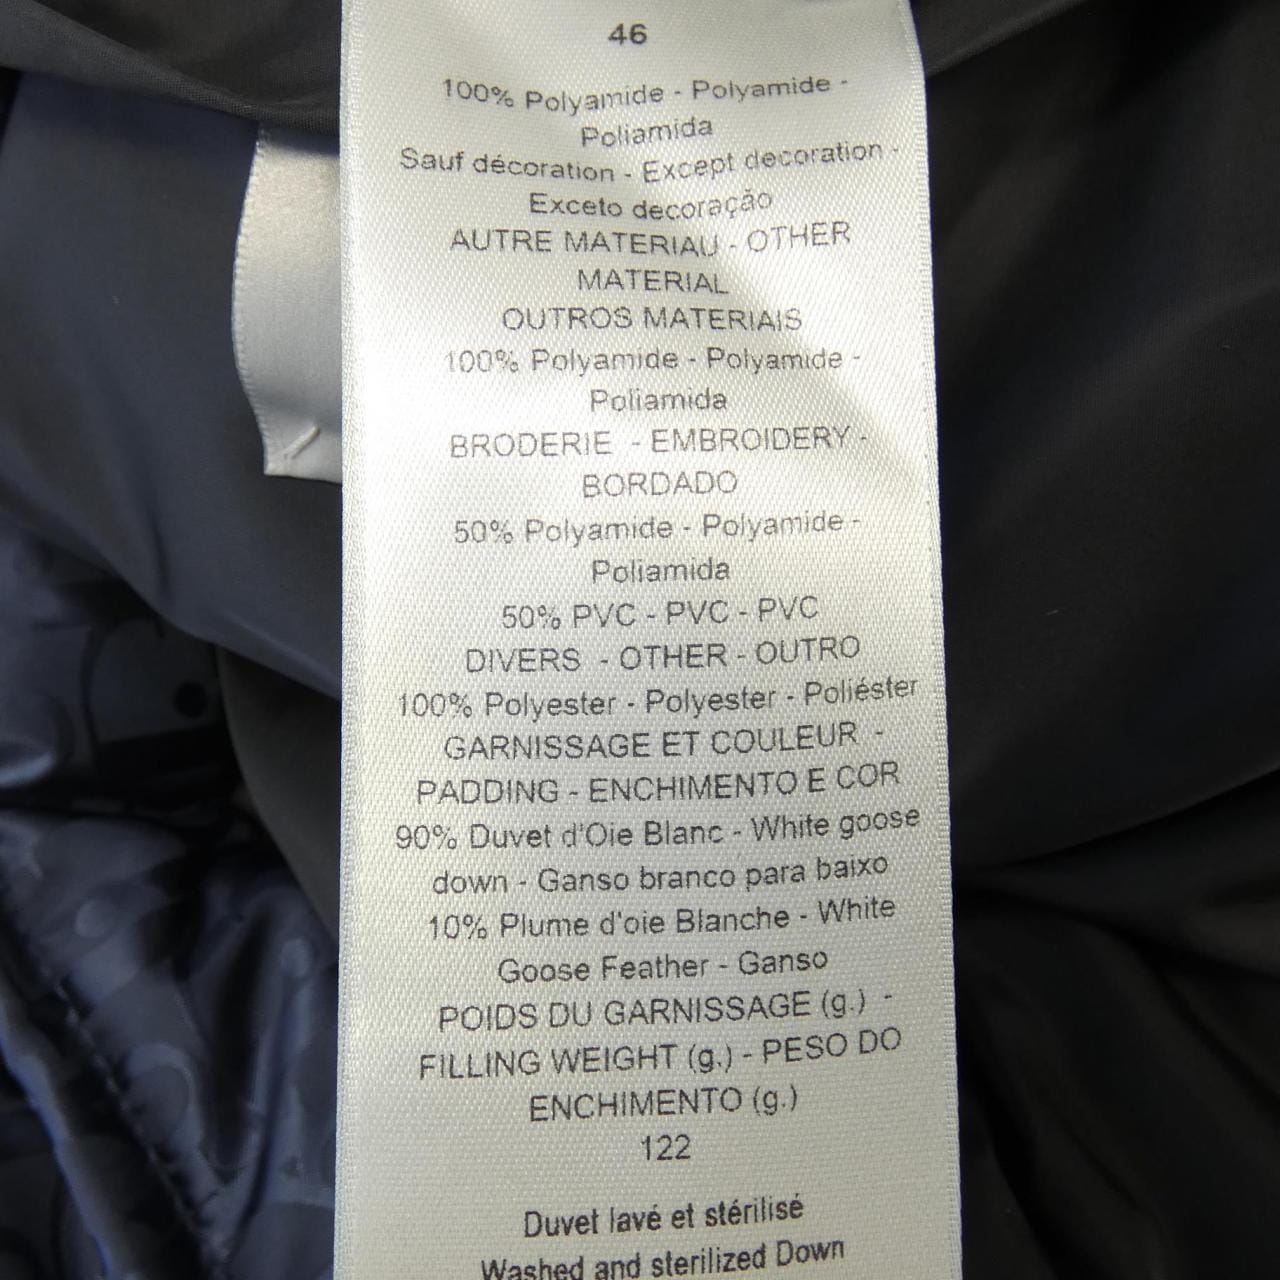 46
100% Polyamide - Polyamide -
Poliamida
Sauf décoration - Except decoration -
Exceto decoração
AUTRE MATERIAU - OTHER
MATERIAL
OUTROS MATERIAIS
100% Polyamide - Polyamide -
Poliamida
BRODERIE - EMBROIDERY -
BORDADO
50% Polyamide - Polyamide -
Poliamida
50% PVC - PVC - PVC
DIVERS - OTHER - OUTRO
100% Polyester - Polyester - Poliéster
GARNISSAGE ET COULEUR -
PADDING - ENCHIMENTO E COR
90% Duvet d'Oie Blanc - White goose
down - Ganso branco para baixo
10% Plume d'oie Blanche - White
Goose Feather - Ganso
POIDS DU GARNISSAGE (g.) -
FILLING WEIGHT (g.) - PESO DO
ENCHIMENTO (g.)
122
Duvet lavé et stérilisé
Washed and sterilized Down